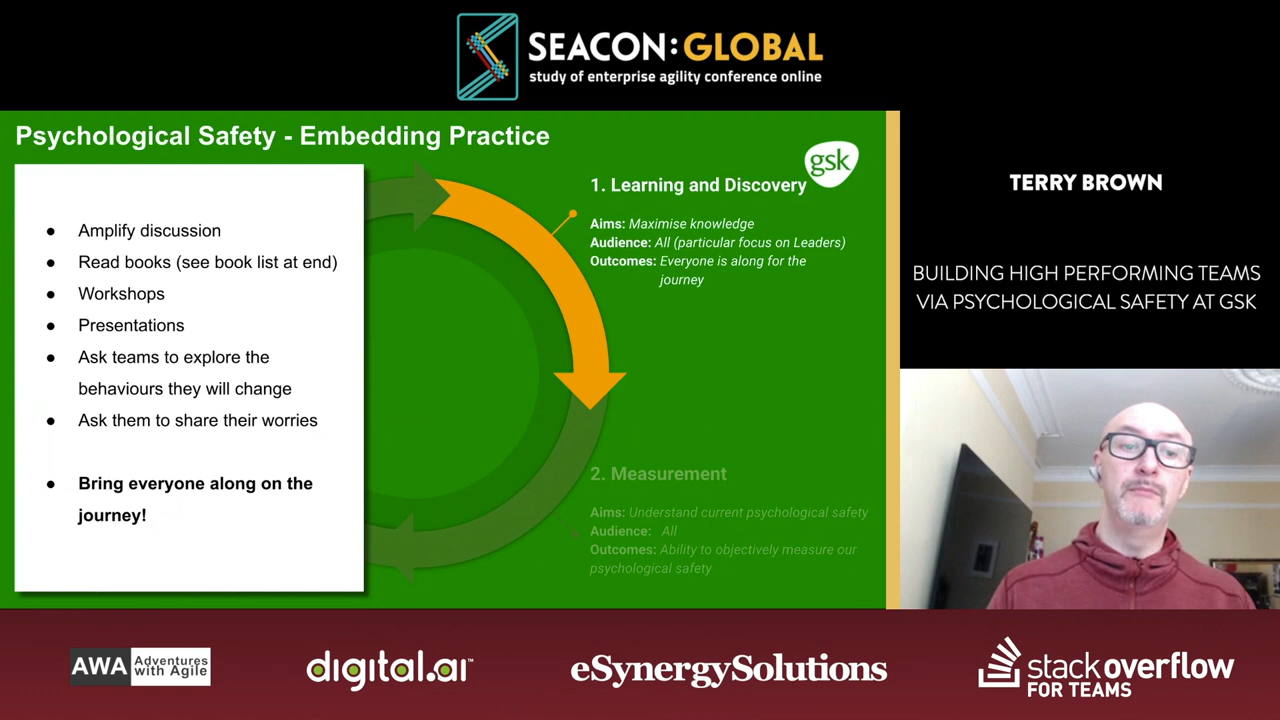 SEACON:GLOBAL
study of enterprise agility conference online
Psychological Safety - Embedding Practice
gsk
● Amplify discussion
● Read books (see book list at end)
● Workshops
● Presentations
● Ask teams to explore the
behaviours they will change
● Ask them to share their worries
● Bring everyone along on the
journey!
1. Learning and Discovery
Aims: Maximise knowledge
Audience: All (particular focus on Leaders)
Outcomes: Everyone is along for the
journey
2. Measurement
Aims: Understand current psychological safety
Audience: All
Outcomes: Ability to objectively measure our
psychological safety
TERRY BROWN
BUILDING HIGH PERFORMING TEAMS
VIA PSYCHOLOGICAL SAFETY AT GSK
AWA Adventures
with Agile
digital.ai™
eSynergySolutions
stackoverflow
FOR TEAMS